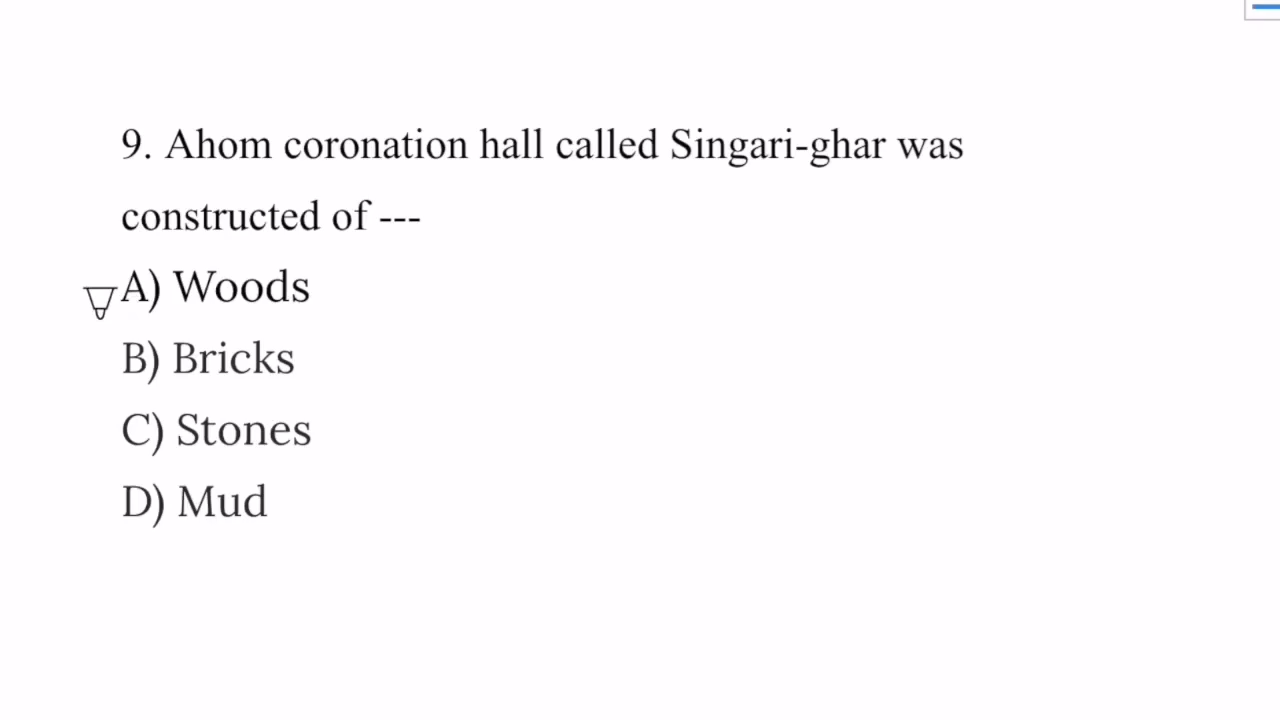 9. Ahom coronation hall called Singari-ghar was
constructed of ---
A) Woods
B) Bricks
C) Stones
D) Mud